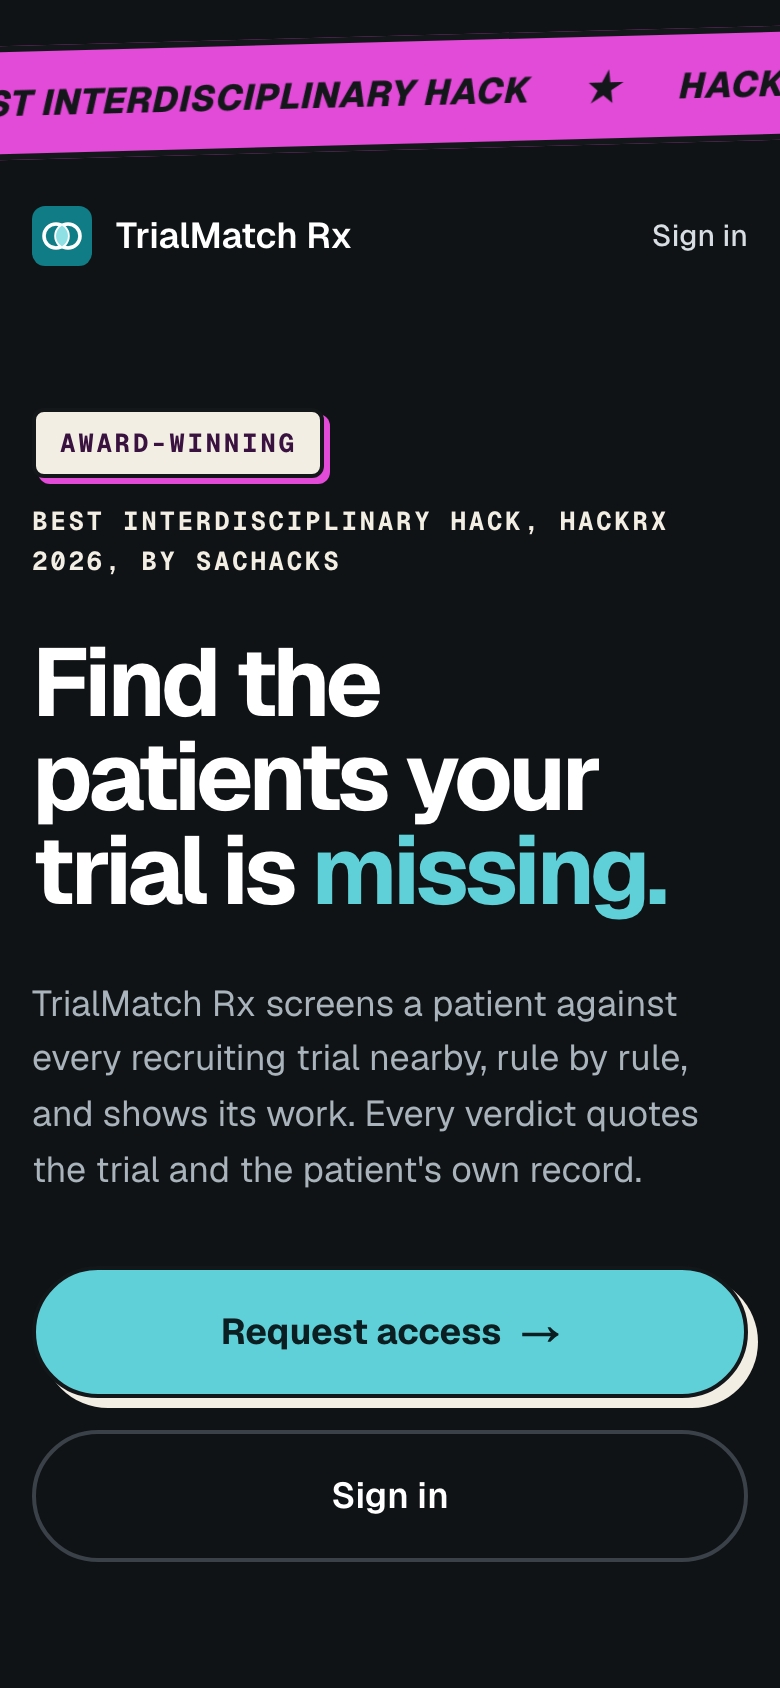 ST INTERDISCIPLINARY HACK ★ HACK
TrialMatch Rx
Sign in
AWARD-WINNING
BEST INTERDISCIPLINARY HACK, HACKRX
2026, BY SACHACKS
Find the
patients your
trial is missing.
TrialMatch Rx screens a patient against
every recruiting trial nearby, rule by rule,
and shows its work. Every verdict quotes
the trial and the patient's own record.
Request access →
Sign in